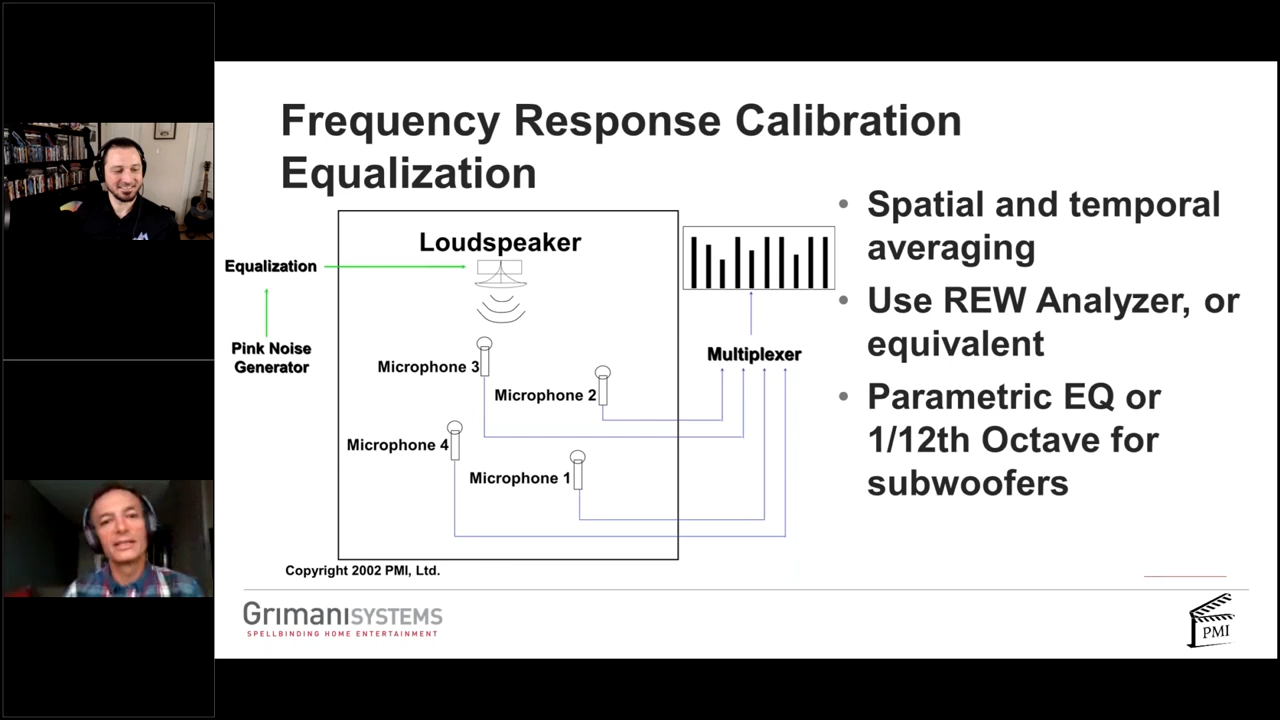 Frequency Response Calibration
Equalization
Loudspeaker
Equalization
Pink Noise
Generator
Microphone 3
Microphone 2
Microphone 4
Microphone 1
Multiplexer
• Spatial and temporal
averaging
• Use REW Analyzer, or
equivalent
• Parametric EQ or
1/12th Octave for
subwoofers
Copyright 2002 PMI, Ltd.
GrimaniSYSTEMS
SPELLBINDING HOME ENTERTAINMENT
PMI